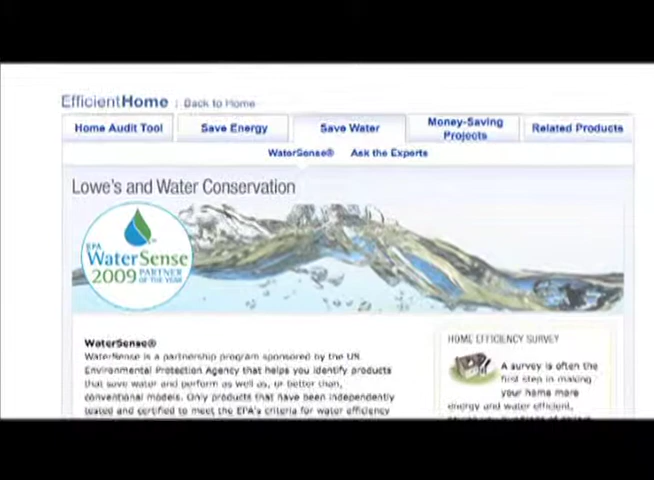 EfficientHome : Back to Home
Home Audit Tool
Save Energy
Save Water
Money-Saving
Projects
Related Products
WaterSense® Ask the Experts
Lowe's and Water Conservation
EPA
WaterSense
2009 PARTNER
OF THE YEAR
WaterSense®
WaterSense is a partnership program sponsored by the US
Environmental Protection Agency that helps you identify products
that save water and perform as well as, or better than,
conventional models. Only products that have been independently
tested and certified to meet the EPA's criteria for water efficiency
HOME EFFICIENCY SURVEY
A survey is often the
first step in making
your home more
energy and water efficient,